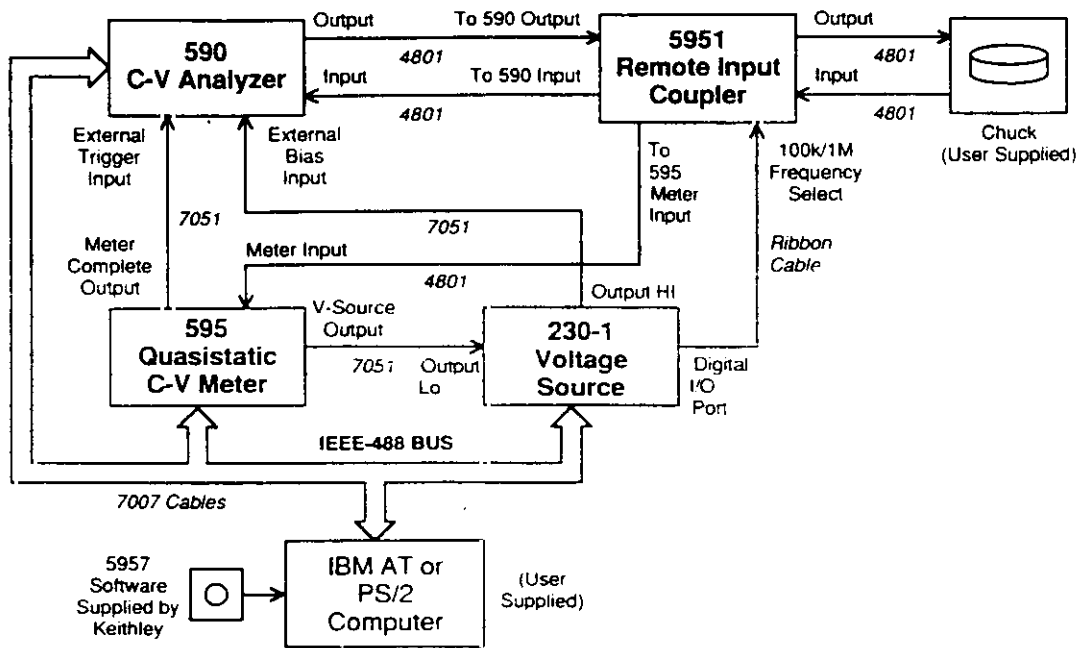 590
C-V Analyzer
Output
4801
To 590 Output
Input
4801
To 590 Input
5951
Remote Input
Coupler
Output
4801
Input
4801
Chuck
(User Supplied)
External
Trigger
Input
External
Bias
Input
To
595
Meter
Input
100k/1M
Frequency
Select
7051
7051
Meter
Complete
Output
Meter Input
4801
Ribbon
Cable
Output HI
595
Quasistatic
C-V Meter
V-Source
Output
7051
Output
Lo
230-1
Voltage
Source
Digital
I/O
Port
IEEE-488 BUS
7007 Cables
5957
Software
Supplied by
Keithley
IBM AT or
PS/2
Computer
(User
Supplied)